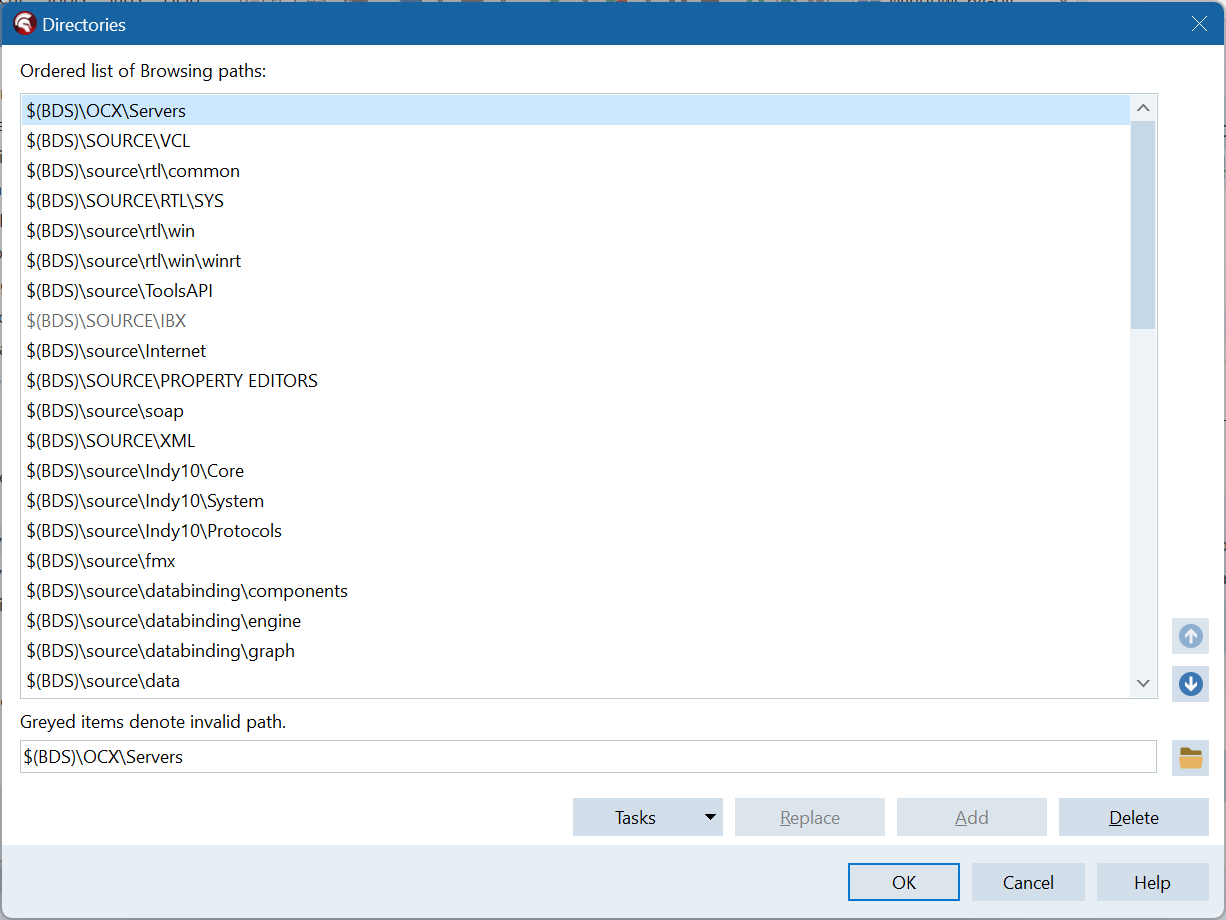 Directories
Ordered list of Browsing paths:
$(BDS)\OCX\Servers
$(BDS)\SOURCE\VCL
$(BDS)\source\rtl\common
$(BDS)\SOURCE\RTL\SYS
$(BDS)\source\rtl\win
$(BDS)\source\rtl\win\winrt
$(BDS)\source\ToolsAPI
$(BDS)\SOURCE\IBX
$(BDS)\source\Internet
$(BDS)\SOURCE\PROPERTY EDITORS
$(BDS)\source\soap
$(BDS)\SOURCE\XML
$(BDS)\source\Indy10\Core
$(BDS)\source\Indy10\System
$(BDS)\source\Indy10\Protocols
$(BDS)\source\fmx
$(BDS)\source\databinding\components
$(BDS)\source\databinding\engine
$(BDS)\source\databinding\graph
$(BDS)\source\data
Greyed items denote invalid path.
$(BDS)\OCX\Servers
Tasks Replace Add Delete
OK Cancel Help